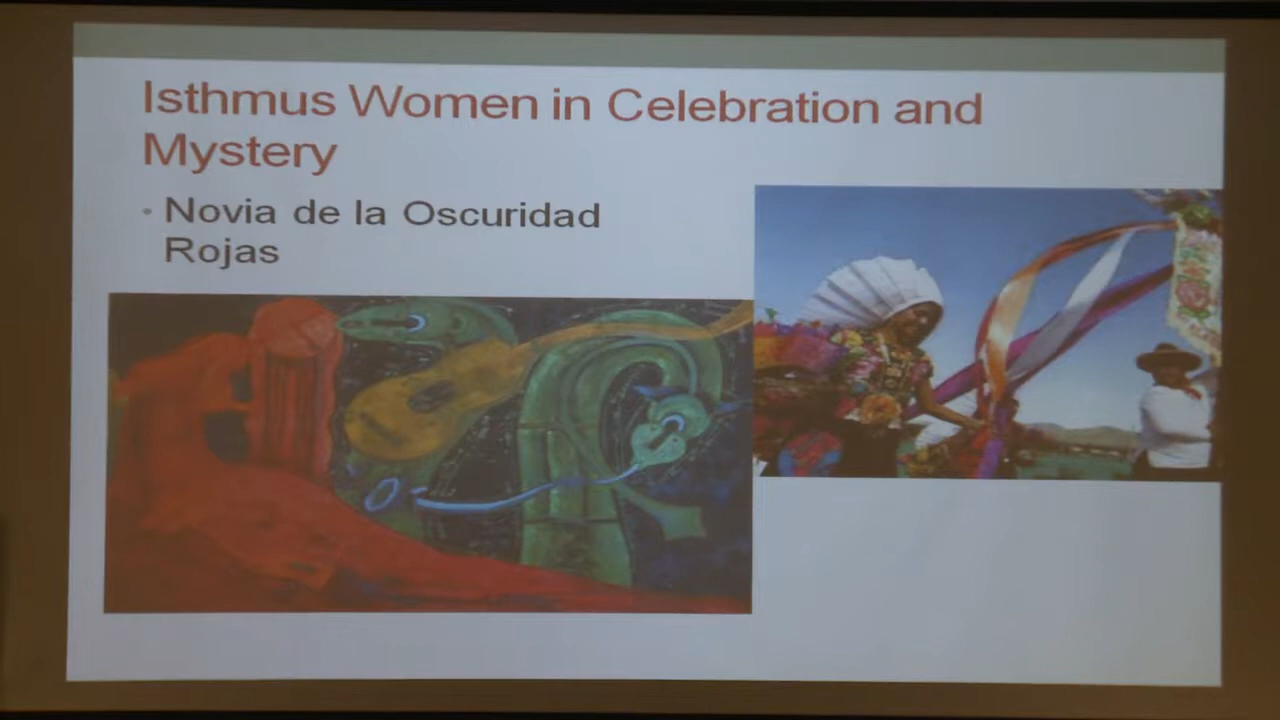 Isthmus Women in Celebration and
Mystery
• Novia de la Oscuridad
Rojas